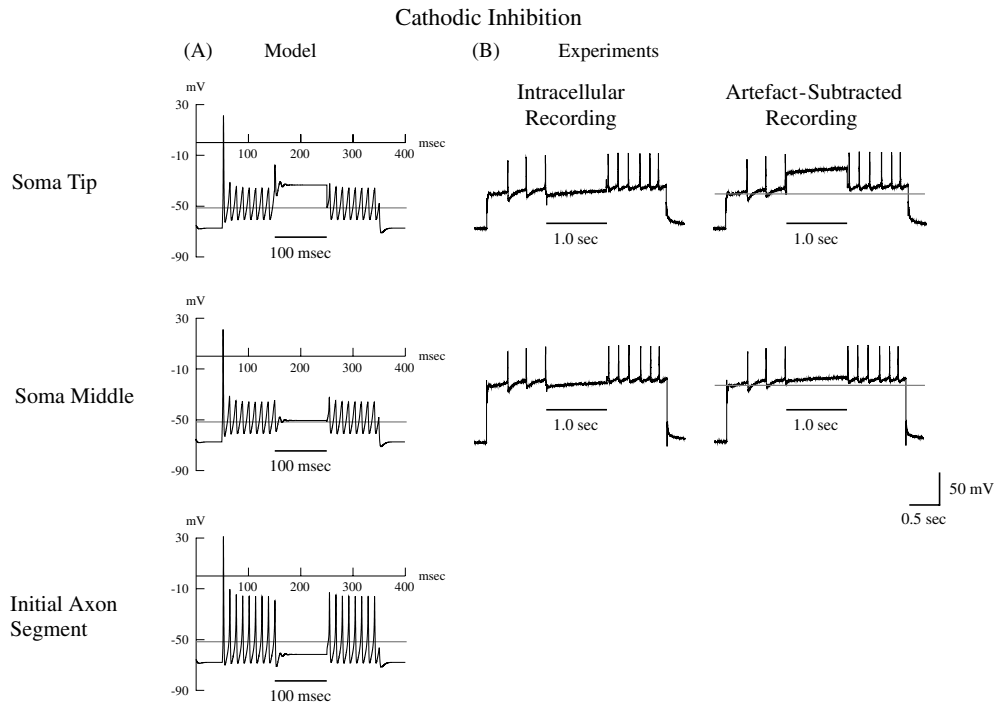 Cathodic Inhibition
(A) Model
(B) Experiments
Intracellular
Recording
Artefact-Subtracted
Recording
Soma Tip
mV
30
-10
-50
-90
100 200 300 400
msec
100 msec
1.0 sec
1.0 sec
Soma Middle
mV
30
-10
-50
-90
100 200 300 400
msec
100 msec
1.0 sec
1.0 sec
50 mV
0.5 sec
Initial Axon
Segment
mV
30
-10
-50
-90
100 200 300 400
msec
100 msec